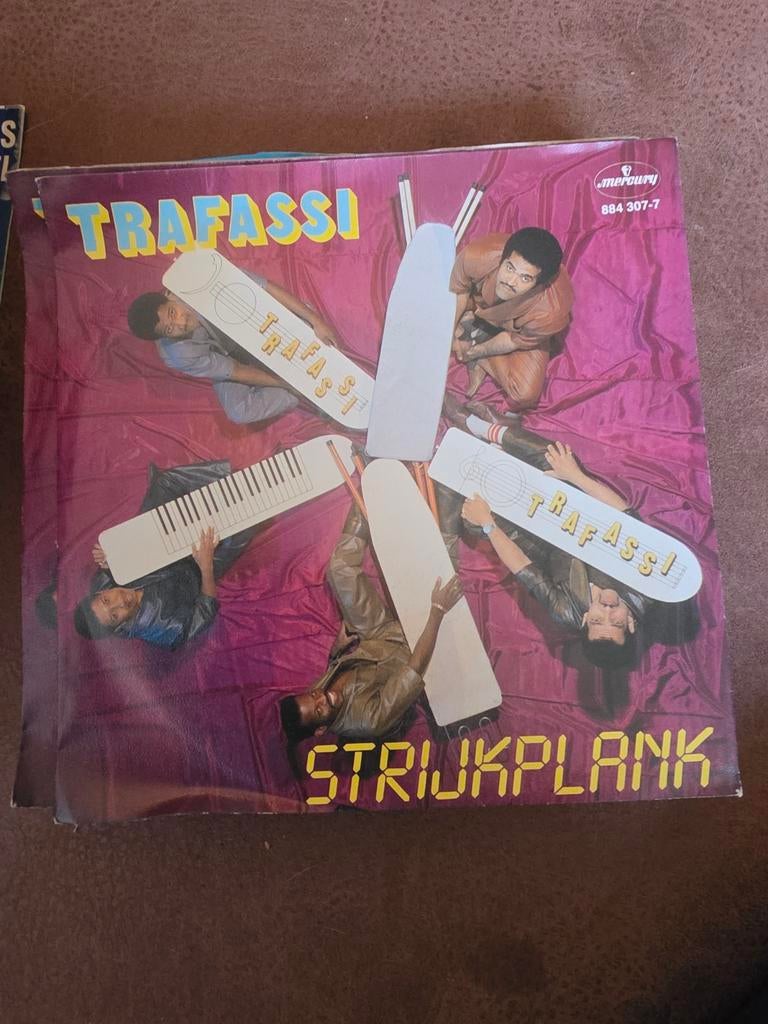 S
TRAFASSI
mercury
884 307-7
TRAFASSI
TRAFASSI
STRIJKPLANK